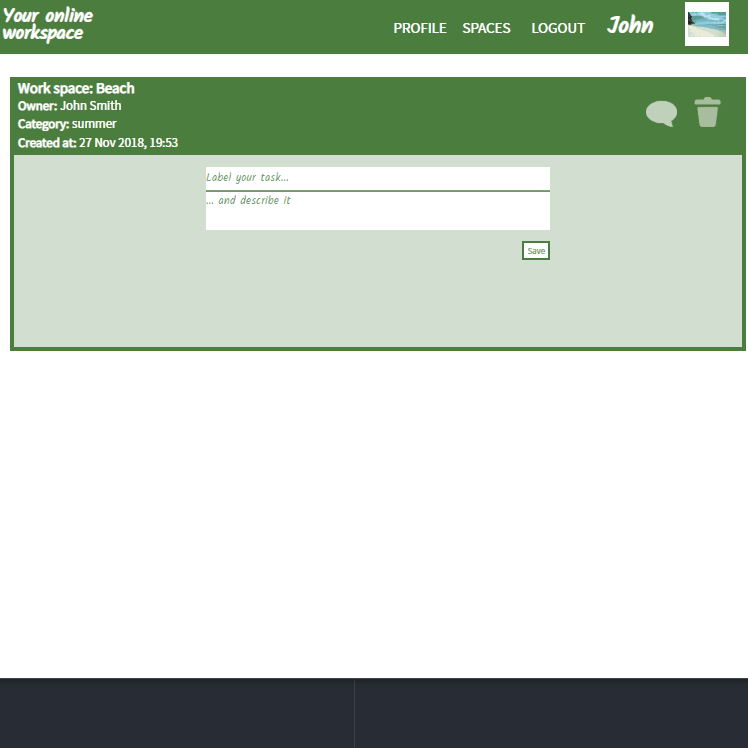 Your online
workspace
PROFILE SPACES LOGOUT John
Work space: Beach
Owner: John Smith
Category: summer
Created at: 27 Nov 2018, 19:53
Label your task...
... and describe it
Save